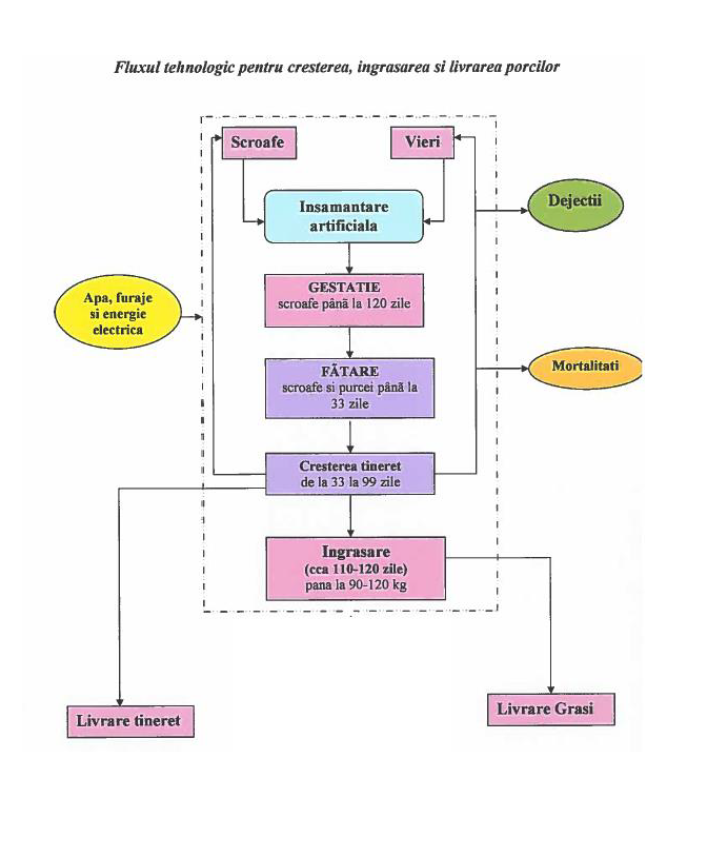 Fluxul tehnologic pentru cresterea, ingrasarea si livrarea porcilor
Scroafe
Vieri
Insamantare
artificiala
Dejectii
GESTATIE
scroafe până la 120 zile
Apa, furaje
si energie
electrica
FĂTARE
scroafe si purcei până la
33 zile
Mortalitati
Cresterea tineret
de la 33 la 99 zile
Ingrasare
(cca 110-120 zile)
pana la 90-120 kg
Livrare tineret
Livrare Grasi